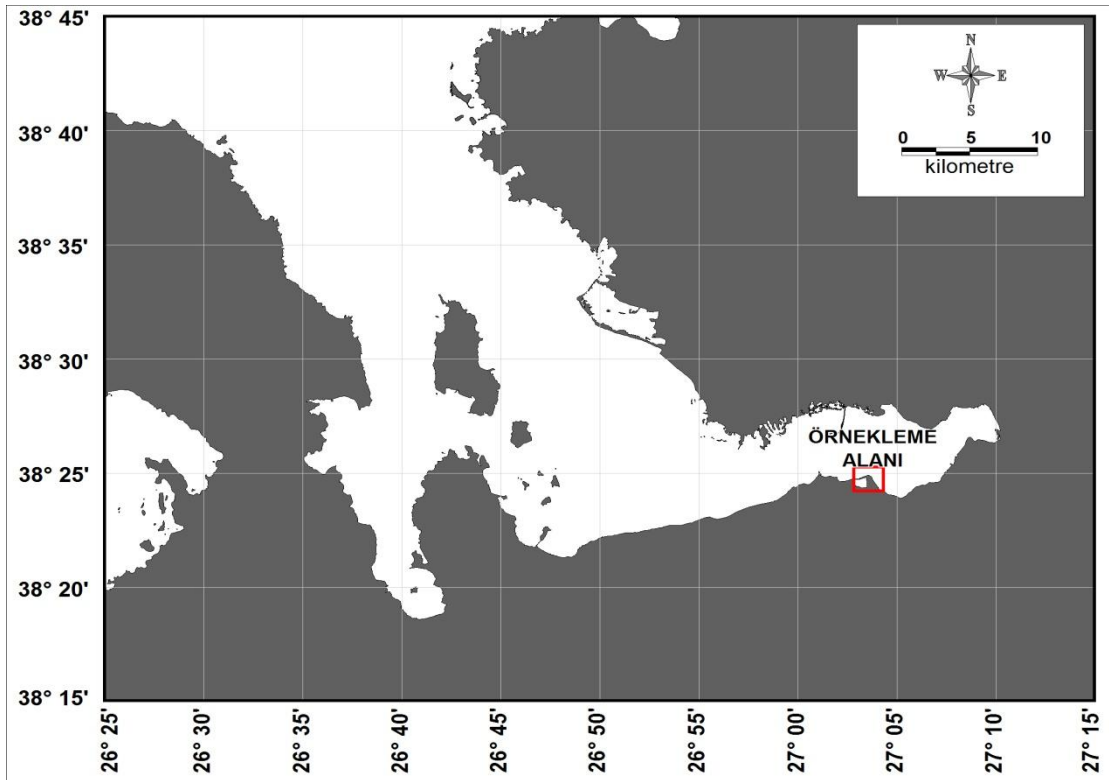 38° 45'
38° 40'
38° 35'
38° 30'
38° 25'
38° 20'
38° 15'
N
W E
S
0 5 10
kilometre
ÖRNEKLEME
ALANI
26° 25'
26° 30'
26° 35'
26° 40'
26° 45'
26° 50'
26° 55'
27° 00'
27° 05'
27° 10'
27° 15'